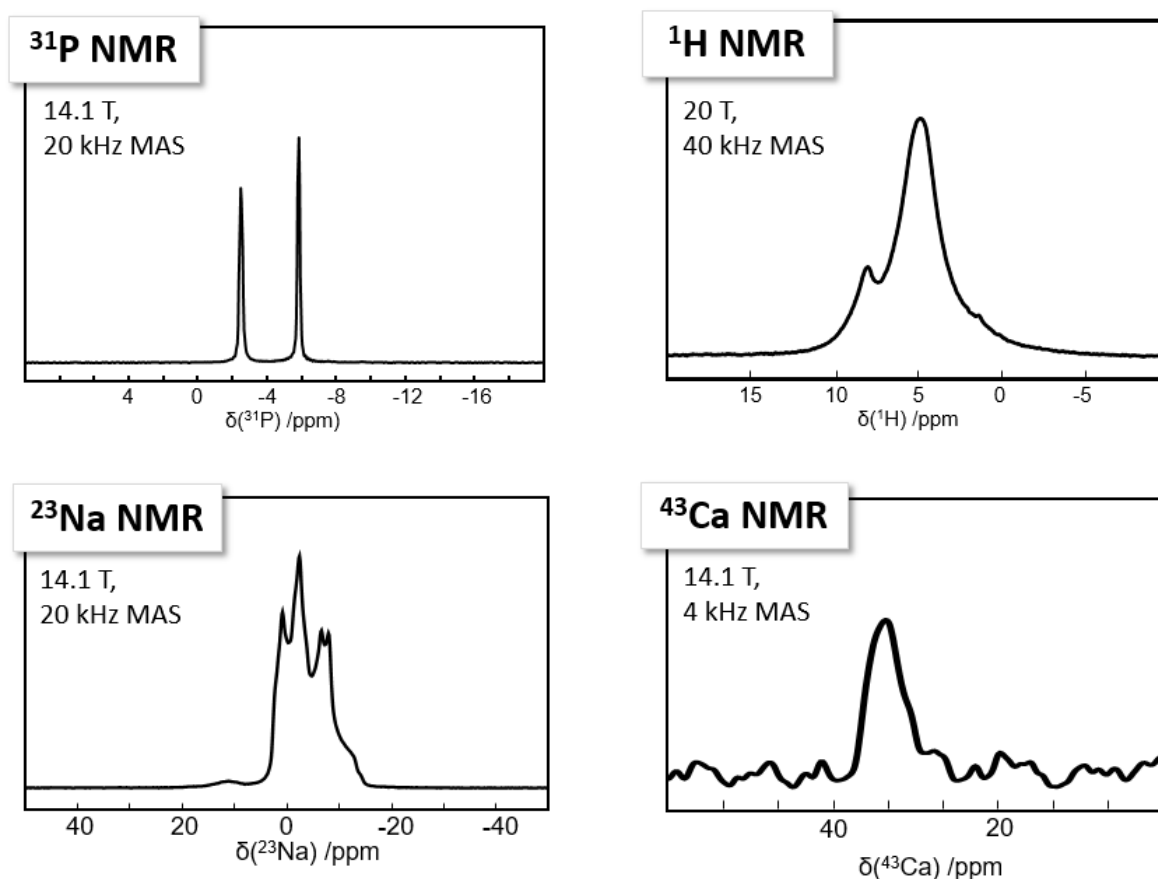 ³¹P NMR
14.1 T,
20 kHz MAS
4 0 -4 -8 -12 -16
δ(³¹P) /ppm)
¹H NMR
20 T,
40 kHz MAS
15 10 5 0 -5
δ(¹H) /ppm
²³Na NMR
14.1 T,
20 kHz MAS
40 20 0 -20 -40
δ(²³Na) /ppm
⁴³Ca NMR
14.1 T,
4 kHz MAS
40 20
δ(⁴³Ca) /ppm